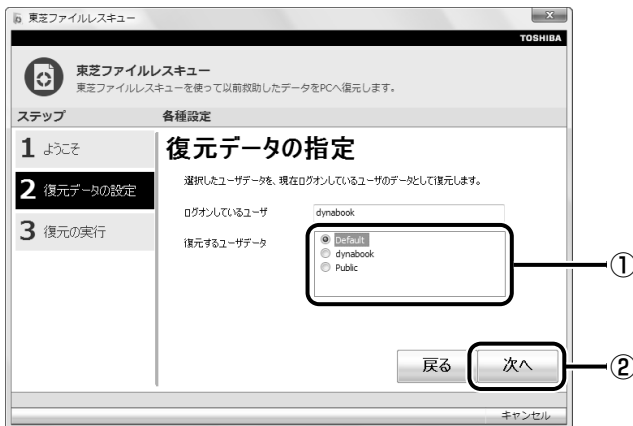 東芝ファイルレスキュー
TOSHIBA
東芝ファイルレスキュー
東芝ファイルレスキューを使って以前救助したデータをPCへ復元します。
ステップ
各種設定
1 ようこそ
2 復元データの設定
3 復元の実行
復元データの指定
選択したユーザデータを、現在ログオンしているユーザのデータとして復元します。
ログオンしているユーザ dynabook
復元するユーザデータ
Default
dynabook
Public
①
戻る
次へ
②
キャンセル